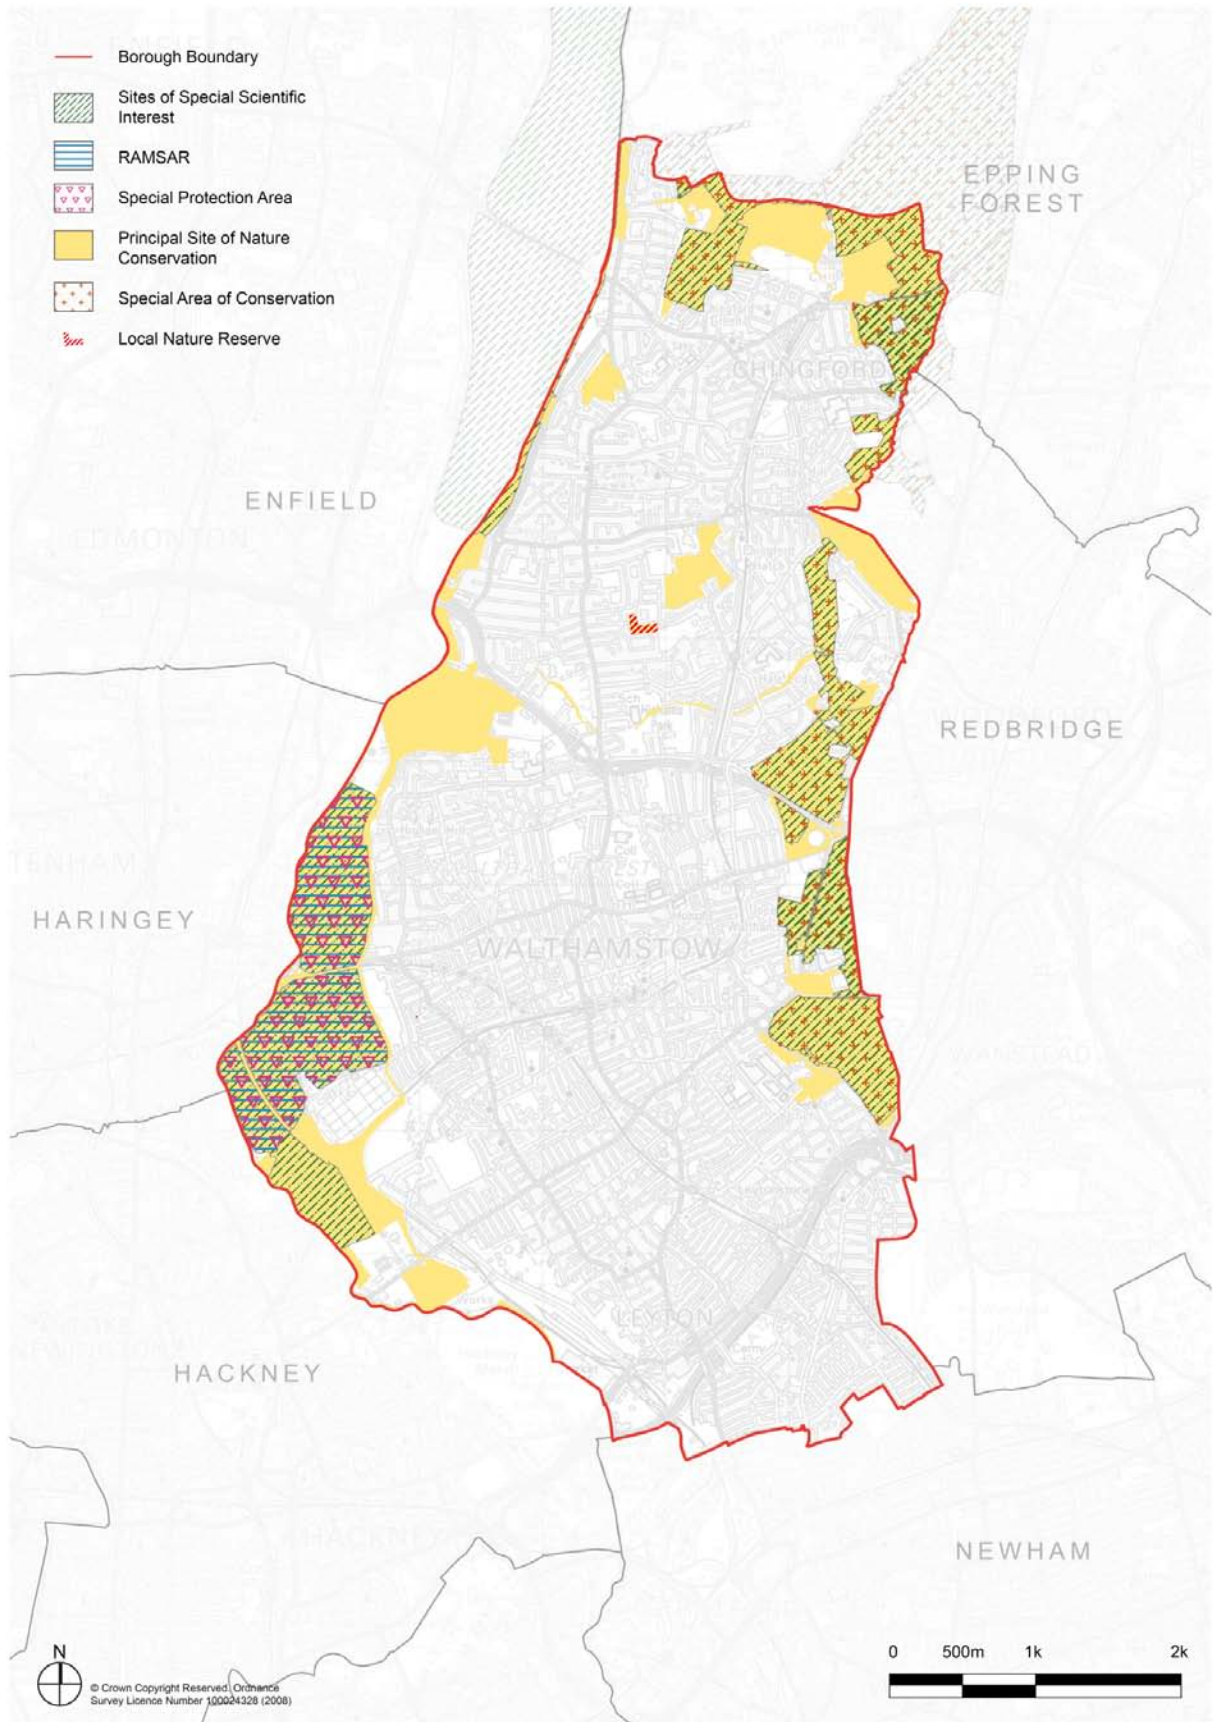 Borough Boundary
Sites of Special Scientific
Interest
RAMSAR
Special Protection Area
Principal Site of Nature
Conservation
Special Area of Conservation
Local Nature Reserve
EPPING
FOREST
CHINGFORD
ENFIELD
EDMONTON
REDBRIDGE
TENHAM
HARINGEY
WALTHAMSTOW
LEYTON
HACKNEY
HACKNEY
NEWHAM
N
© Crown Copyright Reserved. Ordnance
Survey Licence Number 100024328 (2008)
0 500m 1k 2k